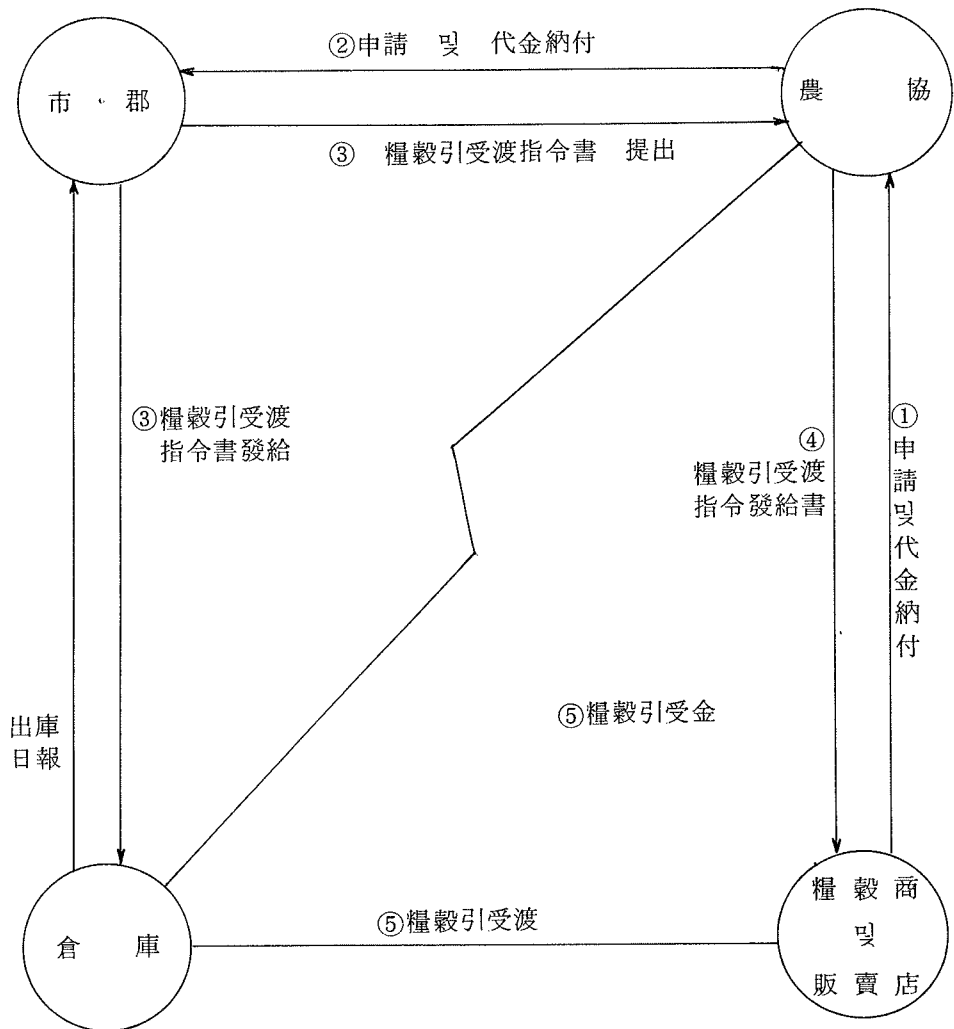 ②申請 및 代金納付
市 · 郡
農 協
③ 糧穀引受渡指令書 提出
③糧穀引受渡
指令書發給
④
糧穀引受渡
指令發給書
①申請및代金納付
出庫
日報
⑤糧穀引受金
倉 庫
⑤糧穀引受渡
糧穀商
및
販賣店